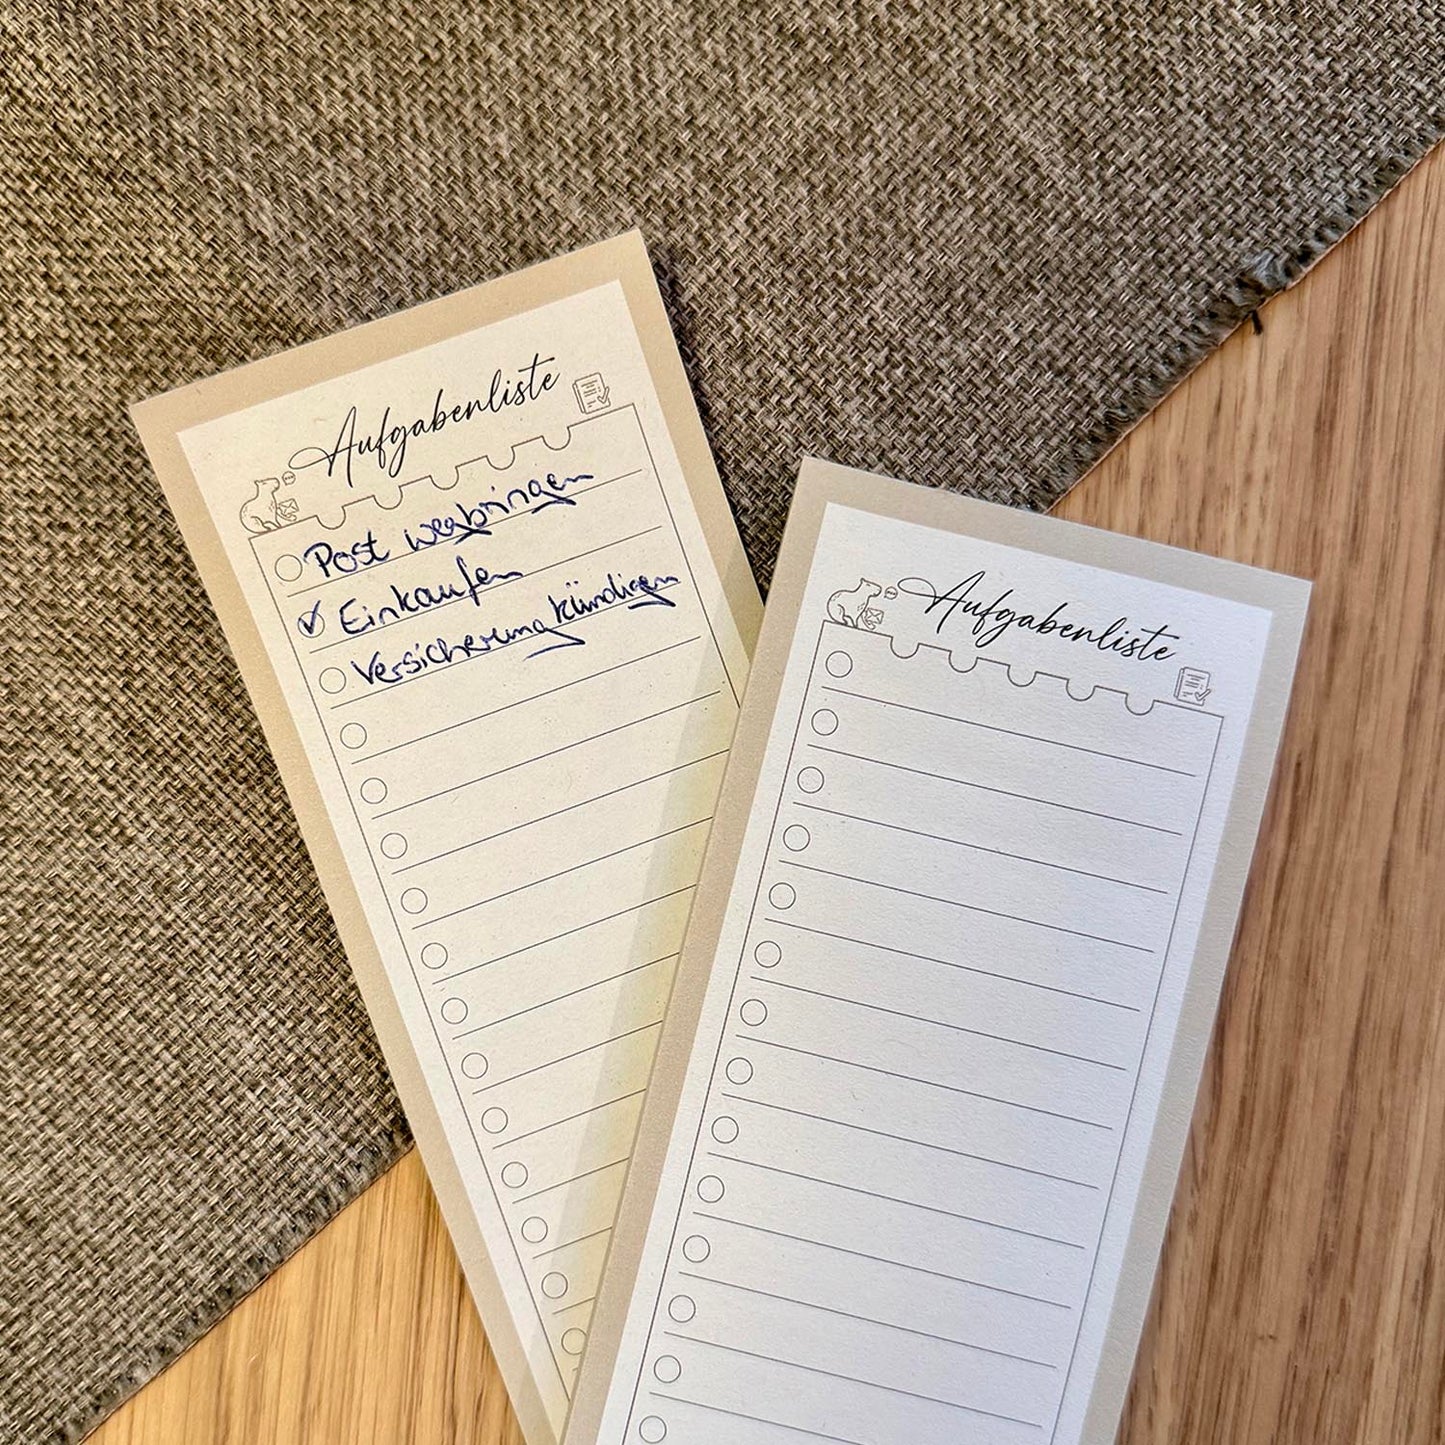 Aufgabenliste
Post wegbringen
✓ Einkaufen
Versicherung kündigen
Aufgabenliste